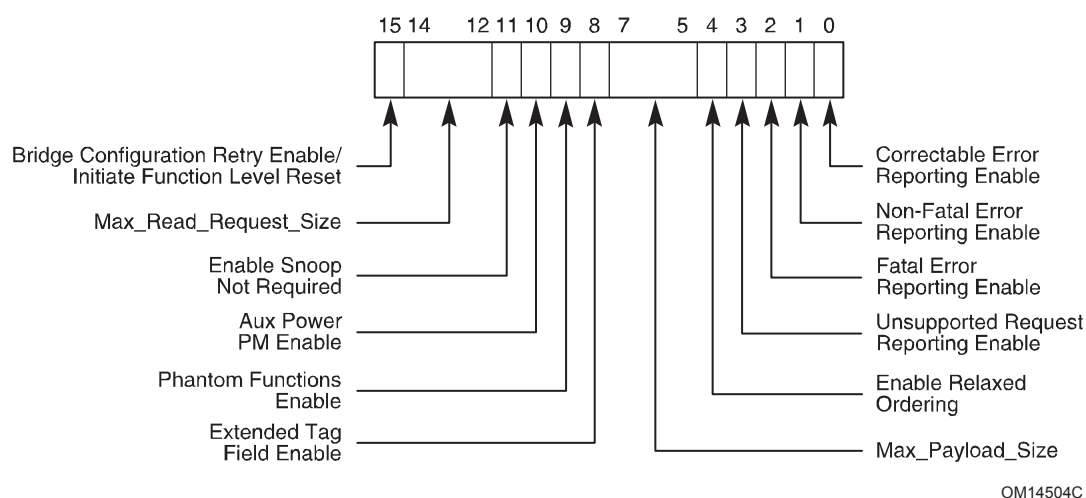 15 14 12 11 10 9 8 7 5 4 3 2 1 0
Bridge Configuration Retry Enable/
Initiate Function Level Reset
Max_Read_Request_Size
Enable Snoop
Not Required
Aux Power
PM Enable
Phantom Functions
Enable
Extended Tag
Field Enable
Correctable Error
Reporting Enable
Non-Fatal Error
Reporting Enable
Fatal Error
Reporting Enable
Unsupported Request
Reporting Enable
Enable Relaxed
Ordering
Max_Payload_Size
OM14504C